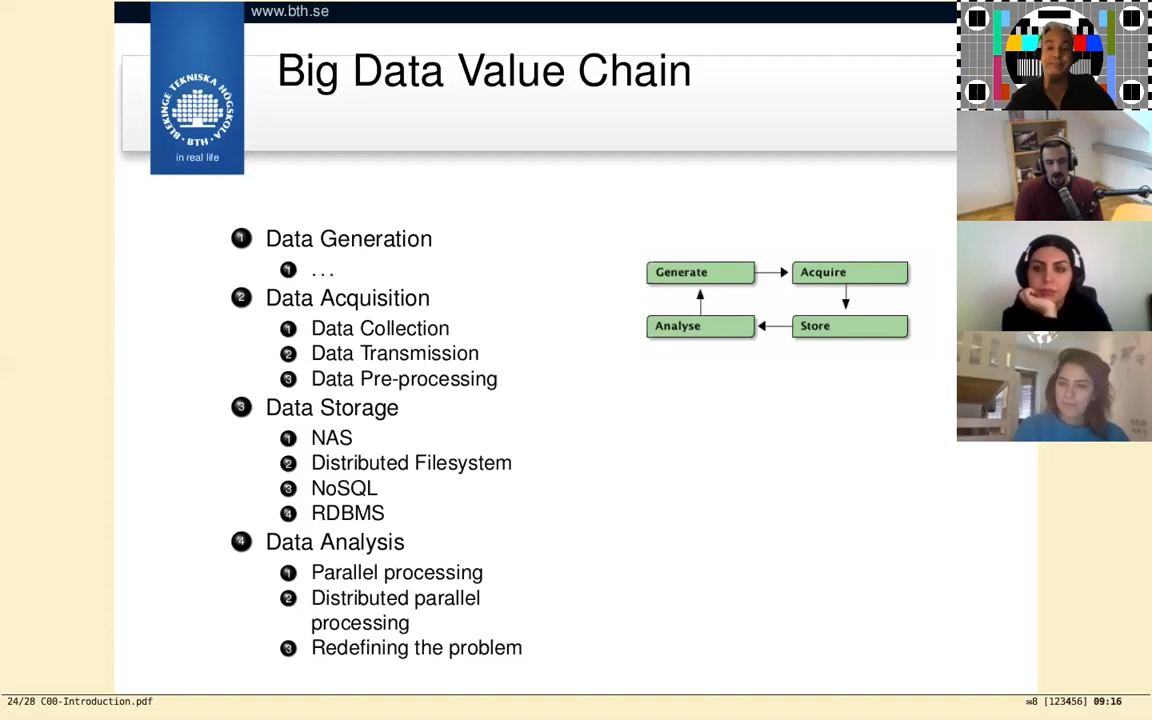 www.bth.se
Big Data Value Chain
BLEKINGE TEKNISKA HÖGSKOLA
· BTH ·
in real life
1 Data Generation
1 ...
2 Data Acquisition
1 Data Collection
2 Data Transmission
3 Data Pre-processing
3 Data Storage
1 NAS
2 Distributed Filesystem
3 NoSQL
4 RDBMS
4 Data Analysis
1 Parallel processing
2 Distributed parallel
processing
3 Redefining the problem
Generate
Acquire
Analyse
Store
24/28 C00-Introduction.pdf
✉8 [123456] 09:16